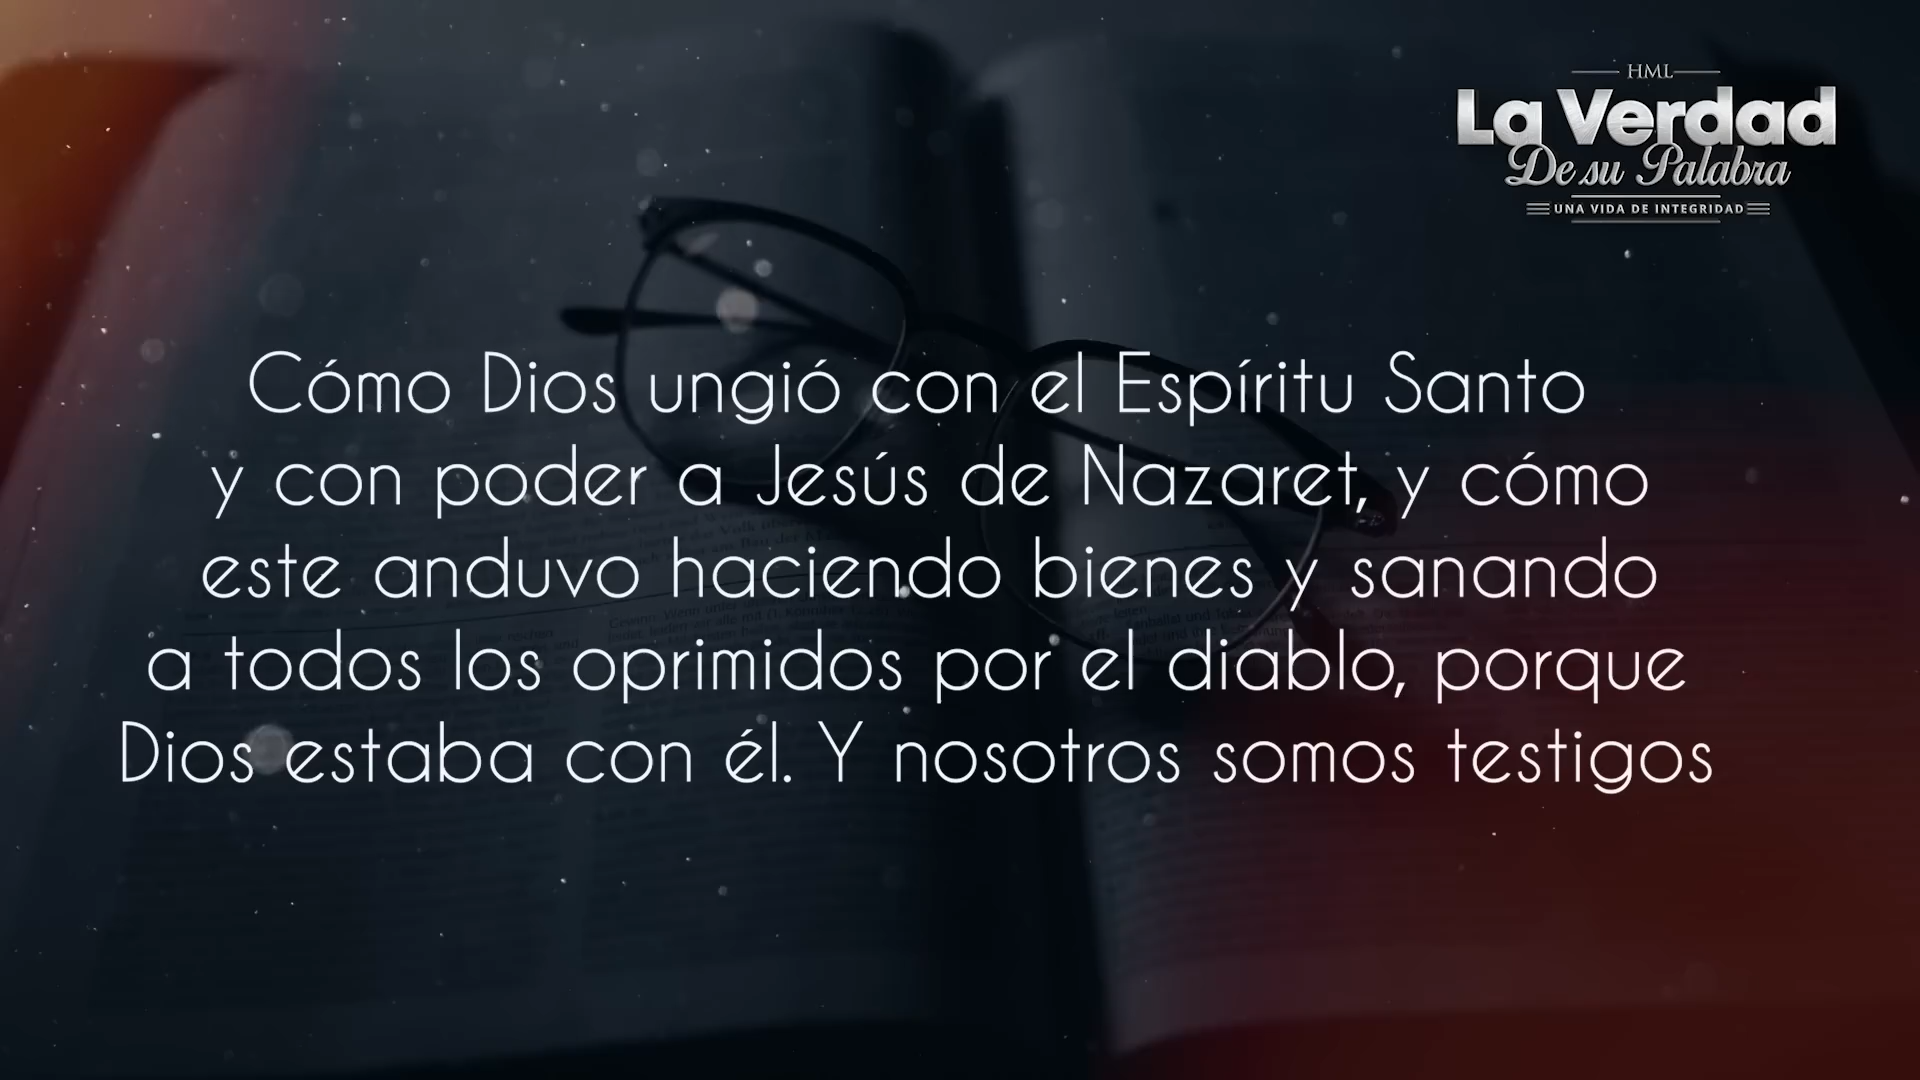 HML
La Verdad
De su Palabra
UNA VIDA DE INTEGRIDAD
Cómo Dios ungió con el Espíritu Santo
y con poder a Jesús de Nazaret, y cómo
este anduvo haciendo bienes y sanando
a todos los oprimidos por el diablo, porque
Dios estaba con él. Y nosotros somos testigos